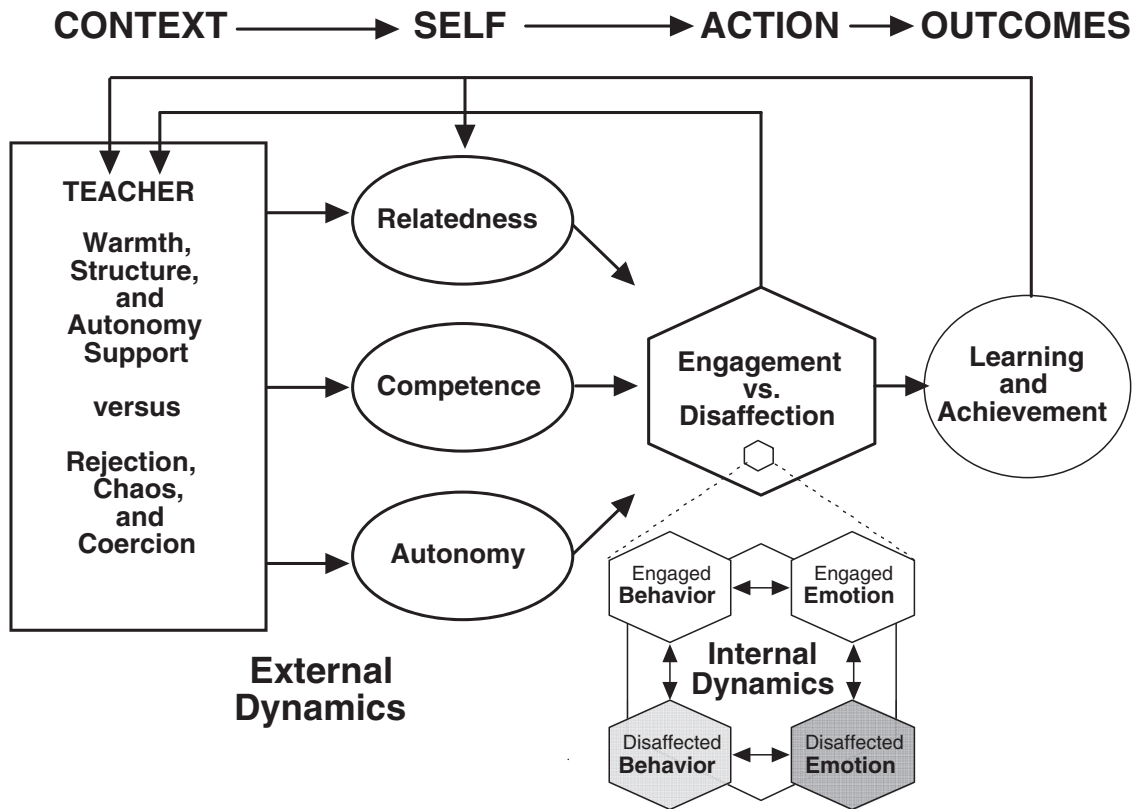 CONTEXT SELF ACTION OUTCOMES
TEACHER
Warmth,
Structure,
and
Autonomy
Support
versus
Rejection,
Chaos,
and
Coercion
Relatedness
Competence
Autonomy
Engagement
vs.
Disaffection
Learning
and
Achievement
External
Dynamics
Engaged
Behavior
Engaged
Emotion
Internal
Dynamics
Disaffected
Behavior
Disaffected
Emotion